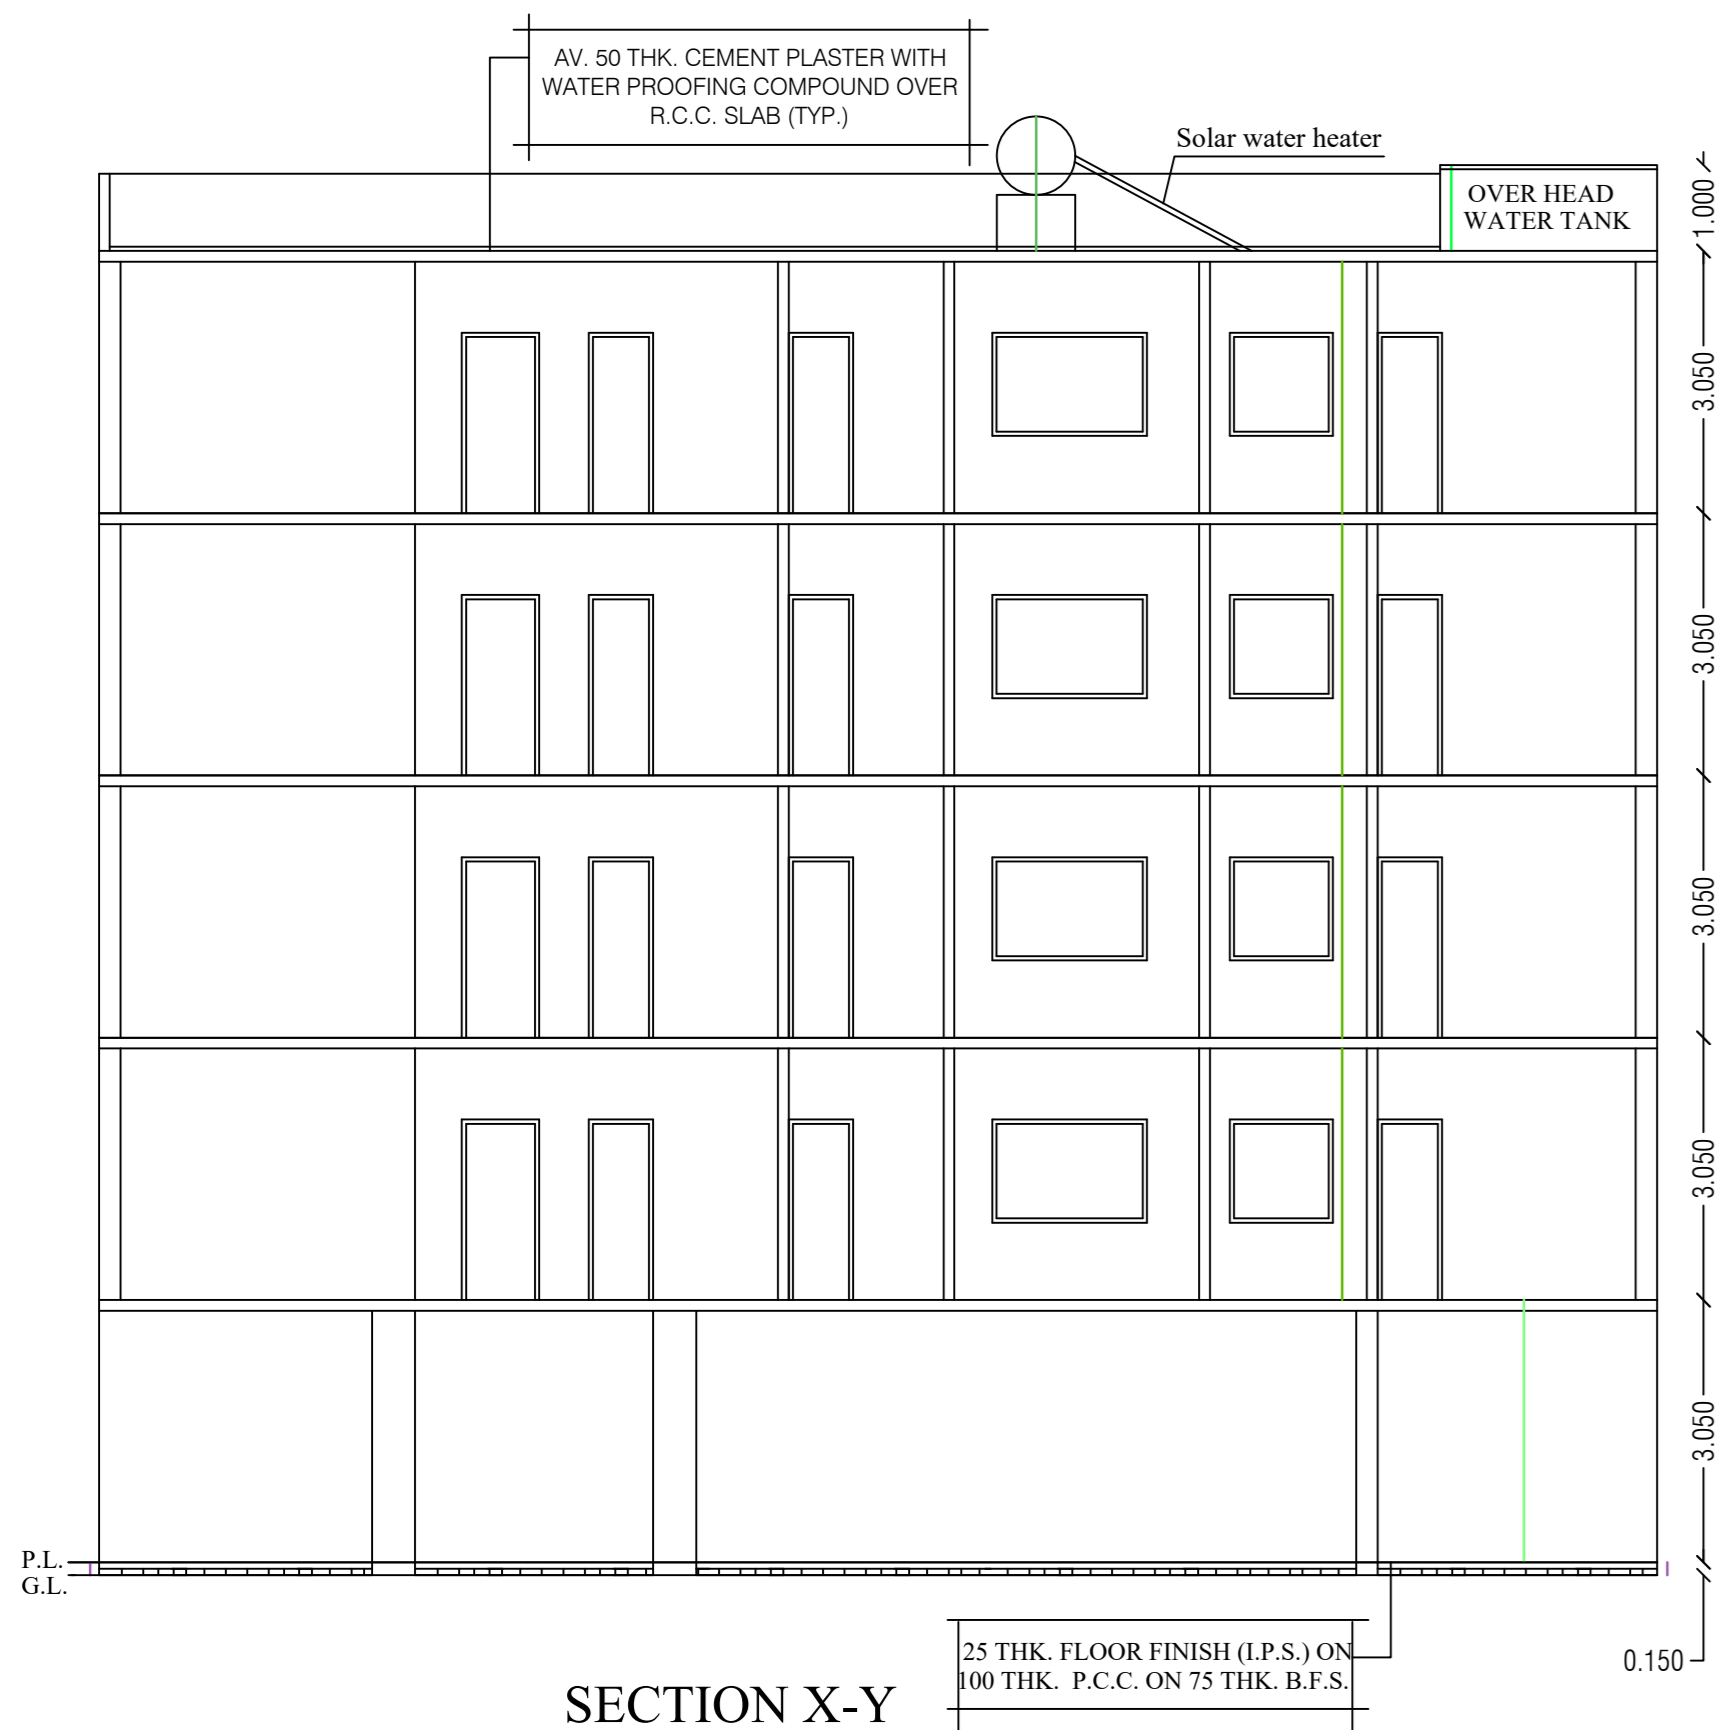 AV. 50 THK. CEMENT PLASTER WITH
WATER PROOFING COMPOUND OVER
R.C.C. SLAB (TYP.)
Solar water heater
OVER HEAD
WATER TANK
1.000
3.050
3.050
3.050
3.050
3.050
P.L.
G.L.
0.150
25 THK. FLOOR FINISH (I.P.S.) ON
100 THK. P.C.C. ON 75 THK. B.F.S.
SECTION X-Y